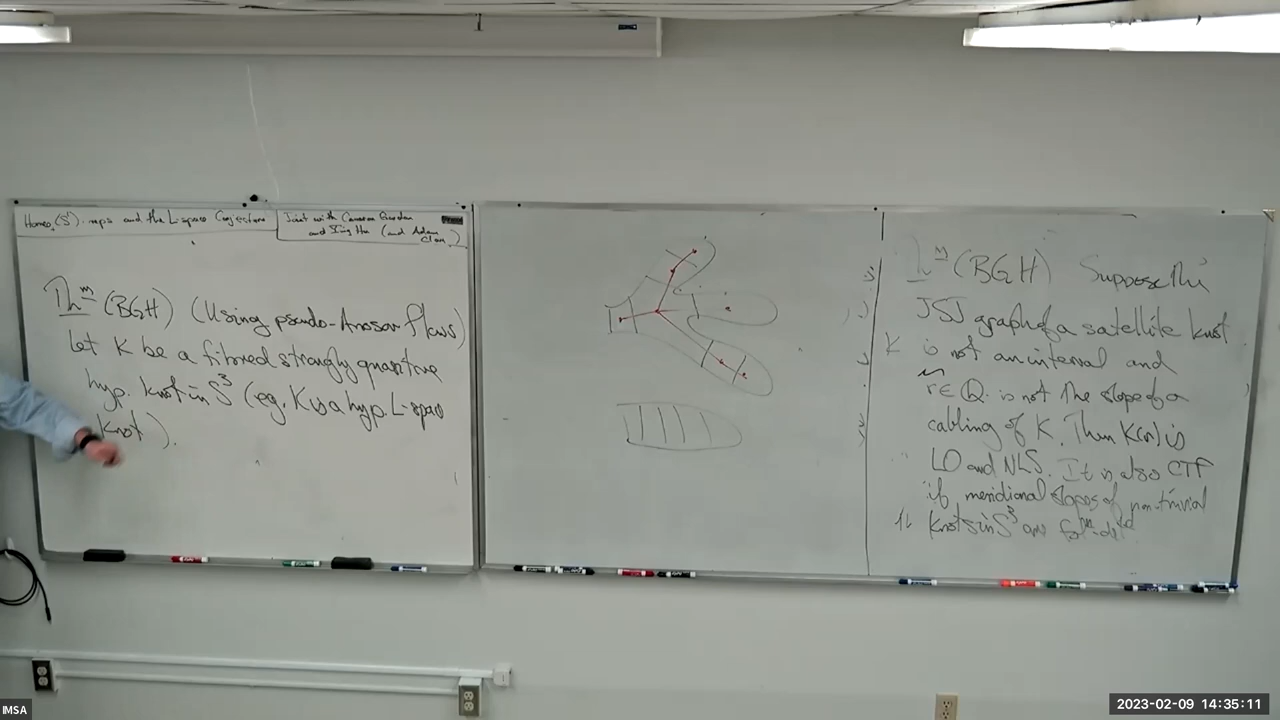 Homeo₊(S¹)-reps and the L-space Conjecture
Joint with Cameron Gordon
and Ying Hu (and Adam
Clay)
Thm (BGH) (Using pseudo-Anosov flows)
Let K be a fibred strongly quasipositive
hyp. knot in S³ (eg. K is a hyp. L-space
knot).
Thm (BGH) Suppose the
JSJ graph of a satellite knot
K is not an interval and
r ∈ Q is not the slope of a
cabling of K. Then K(r) is
LO and NLS. It is also CTF
if meridional slopes of non-trivial
knots in S³ are
IMSA
2023-02-09 14:35:11